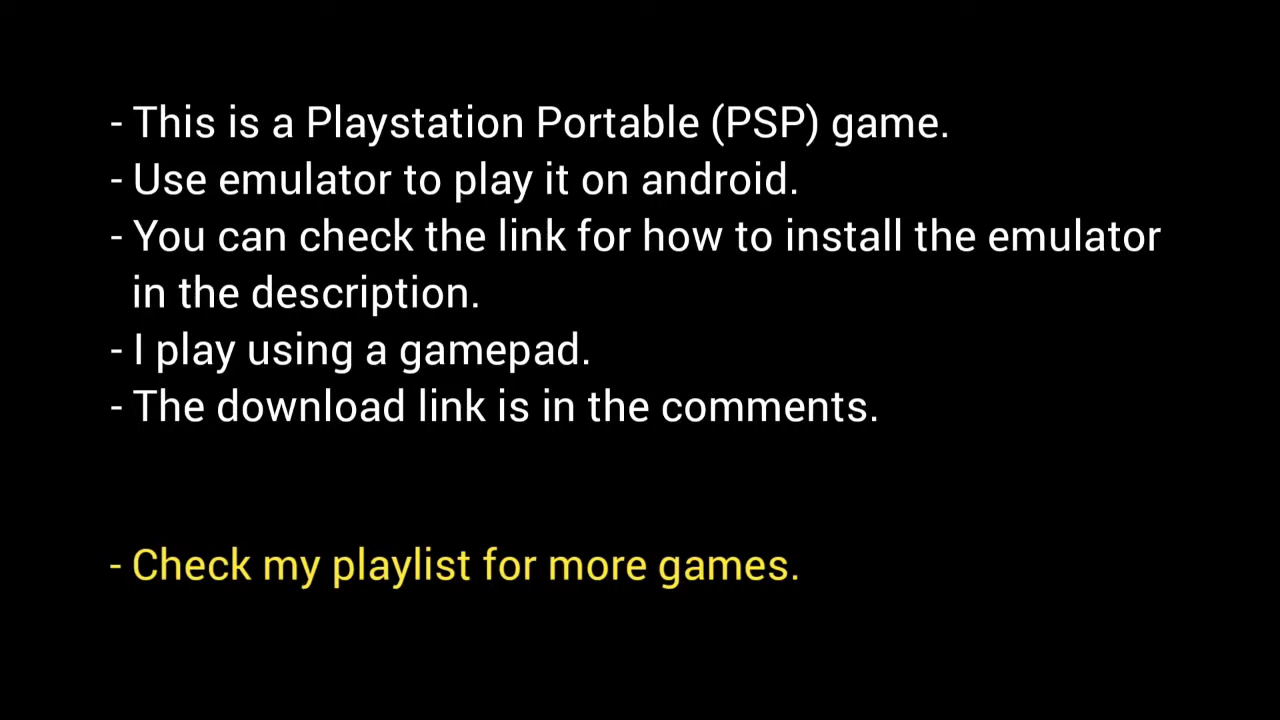 - This is a Playstation Portable (PSP) game.
- Use emulator to play it on android.
- You can check the link for how to install the emulator
in the description.
- I play using a gamepad.
- The download link is in the comments.
- Check my playlist for more games.